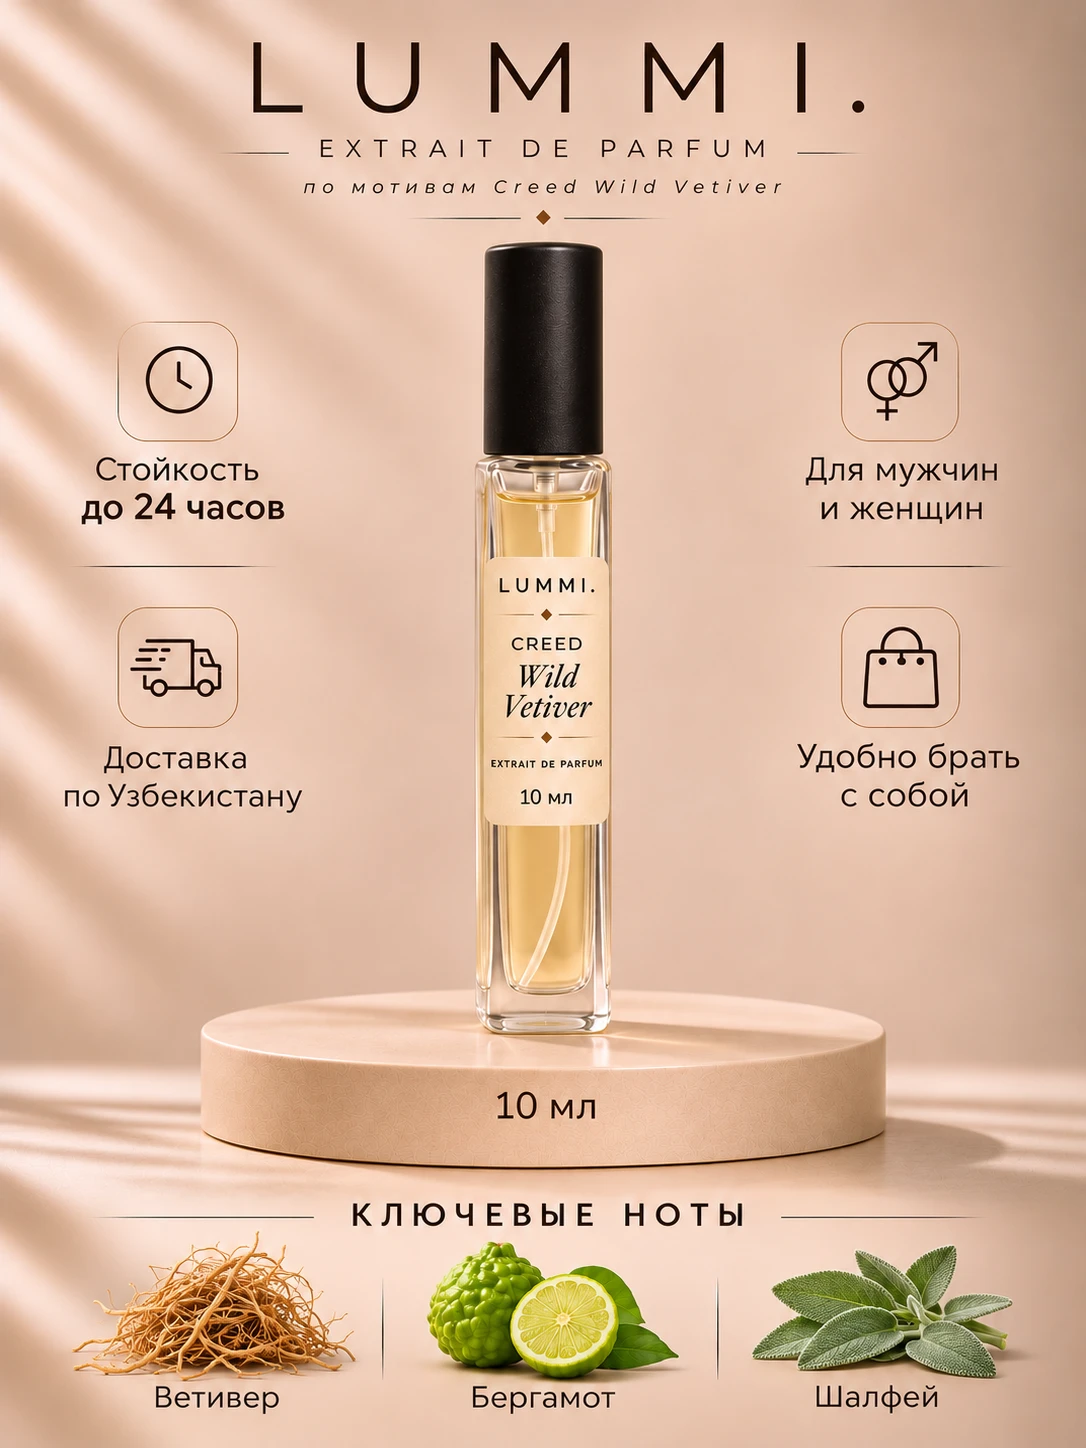 LUMMI.
EXTRAIT DE PARFUM
по мотивам Creed Wild Vetiver
Стойкость
до 24 часов
Для мужчин
и женщин
Доставка
по Узбекистану
Удобно брать
с собой
LUMMI.
CREED
Wild
Vetiver
EXTRAIT DE PARFUM
10 мл
10 мл
КЛЮЧЕВЫЕ НОТЫ
Ветивер
Бергамот
Шалфей